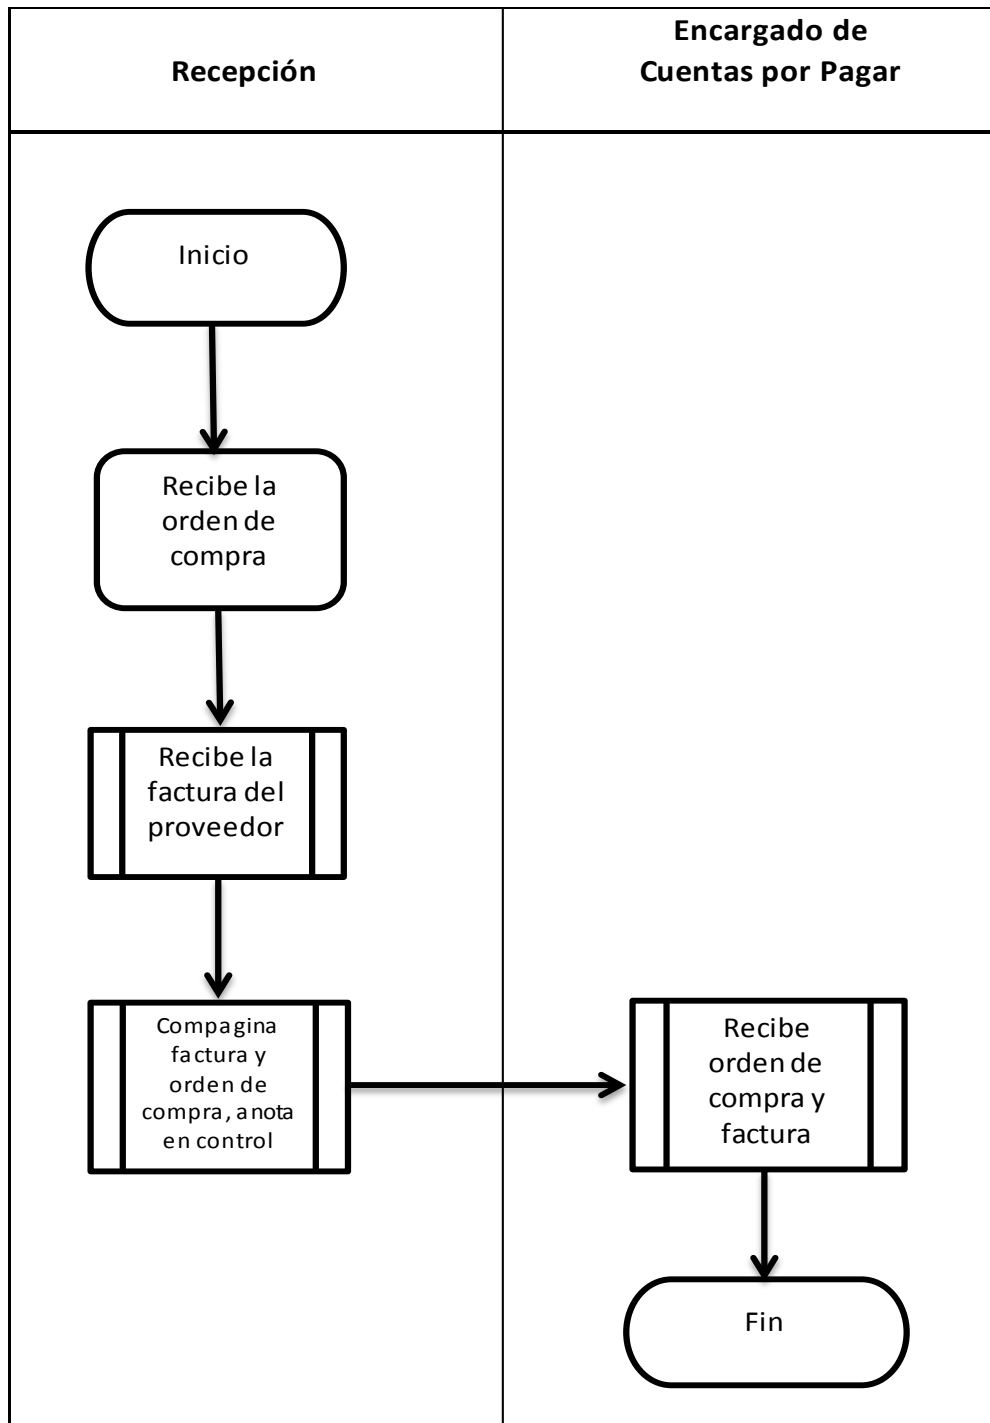 Recepción
Encargado de
Cuentas por Pagar
Inicio
Recibe la
orden de
compra
Recibe la
factura del
proveedor
Compagina
factura y
orden de
compra, anota
en control
Recibe
orden de
compra y
factura
Fin